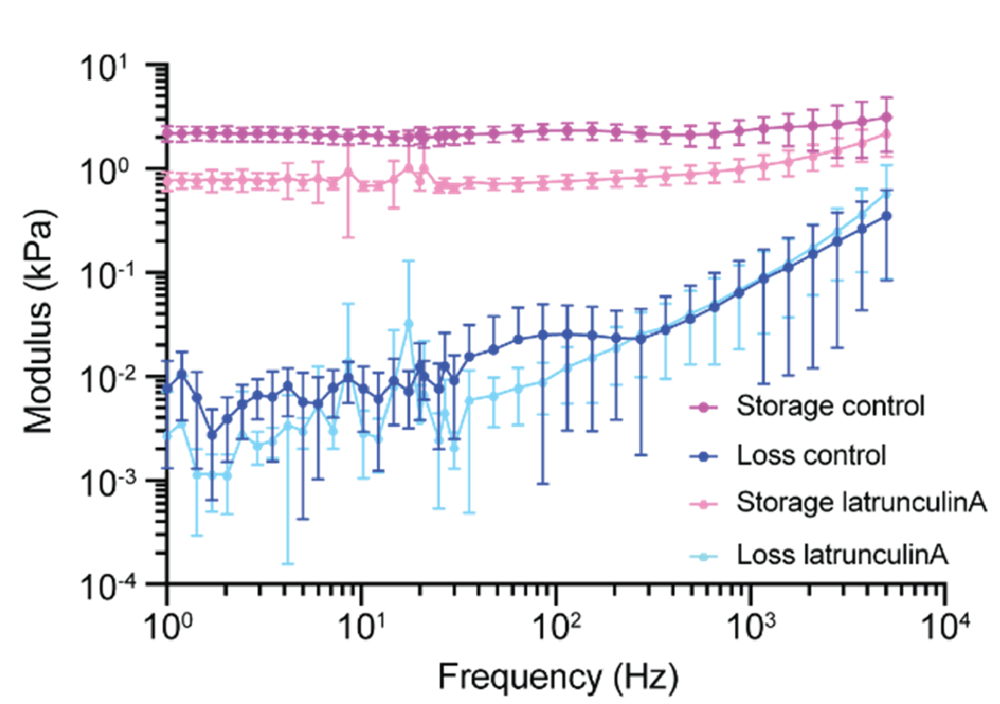 10¹
10⁰
10⁻¹
10⁻²
10⁻³
10⁻⁴
Modulus (kPa)
Storage control
Loss control
Storage latrunculinA
Loss latrunculinA
10⁰ 10¹ 10² 10³ 10⁴
Frequency (Hz)